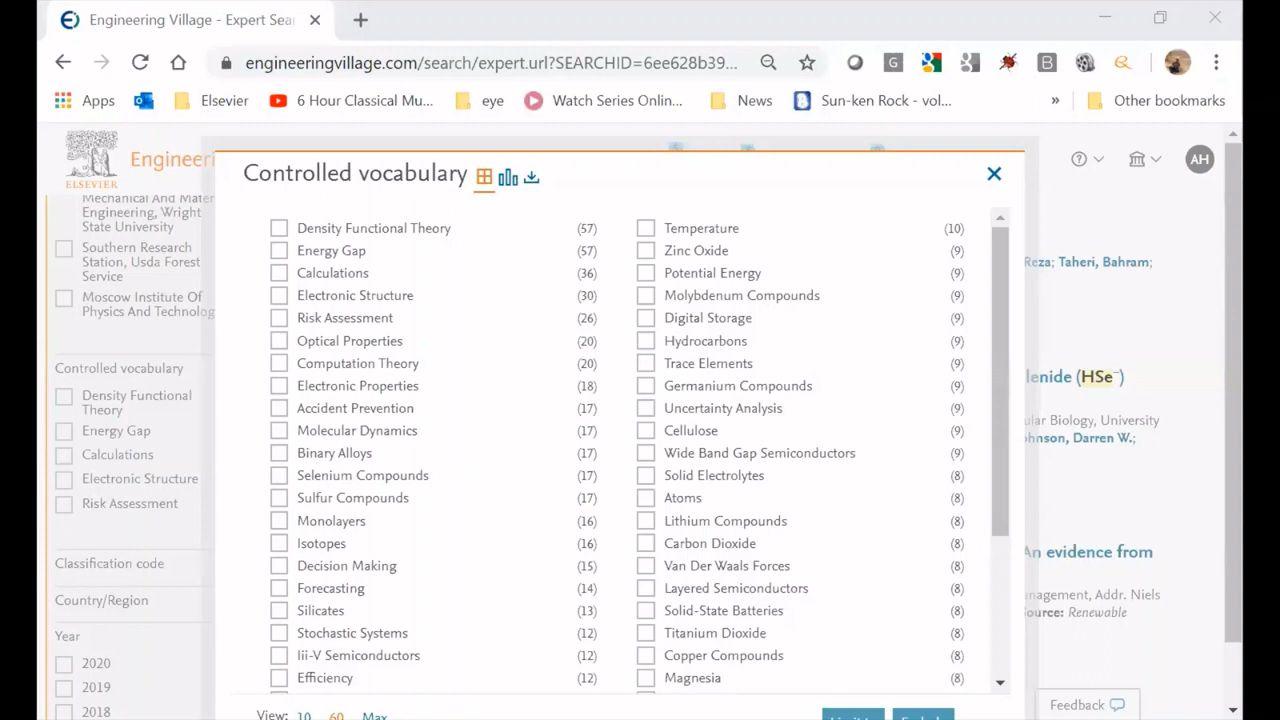 Engineering Village - Expert Sear
engineeringvillage.com/search/expert.url?SEARCHID=6ee628b39...
Apps
Elsevier
6 Hour Classical Mu...
eye
Watch Series Onlin...
News
Sun-ken Rock - vol...
»
Other bookmarks
ELSEVIER
Engineeri
AH
Mechanical And Mater
Engineering, Wright
State University
Southern Research
Station, Usda Forest
Service
Moscow Institute Of
Physics And Technolog
Controlled vocabulary
Density Functional
Theory
Energy Gap
Calculations
Electronic Structure
Risk Assessment
Classification code
Country/Region
Year
2020
2019
2018
Controlled vocabulary
Density Functional Theory (57)
Energy Gap (57)
Calculations (36)
Electronic Structure (30)
Risk Assessment (26)
Optical Properties (20)
Computation Theory (20)
Electronic Properties (18)
Accident Prevention (17)
Molecular Dynamics (17)
Binary Alloys (17)
Selenium Compounds (17)
Sulfur Compounds (17)
Monolayers (16)
Isotopes (16)
Decision Making (15)
Forecasting (14)
Silicates (13)
Stochastic Systems (12)
Iii-V Semiconductors (12)
Efficiency (12)
Temperature (10)
Zinc Oxide (9)
Potential Energy (9)
Molybdenum Compounds (9)
Digital Storage (9)
Hydrocarbons (9)
Trace Elements (9)
Germanium Compounds (9)
Uncertainty Analysis (9)
Cellulose (9)
Wide Band Gap Semiconductors (9)
Solid Electrolytes (8)
Atoms (8)
Lithium Compounds (8)
Carbon Dioxide (8)
Van Der Waals Forces (8)
Layered Semiconductors (8)
Solid-State Batteries (8)
Titanium Dioxide (8)
Copper Compounds (8)
Magnesia (8)
View: 10 60 Max
Reza; Taheri, Bahram;
lenide (HSe⁻)
ular Biology, University
ohnson, Darren W.;
An evidence from
nagement, Addr. Niels
Source: Renewable
Feedback